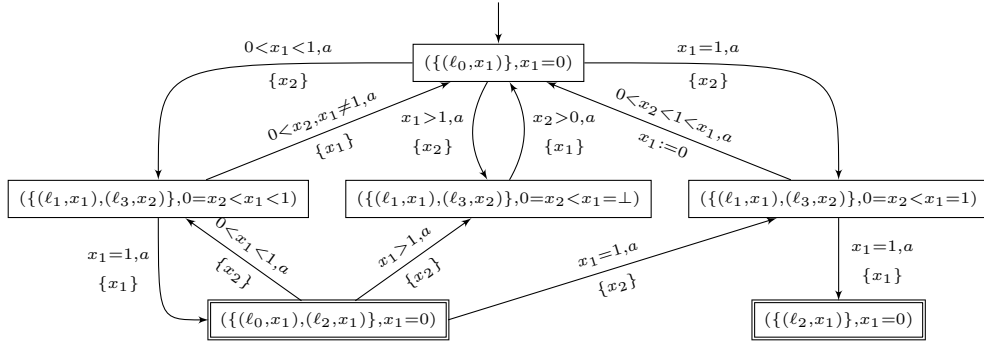 0<x₁<1,a
{x₂}
({(ℓ₀,x₁)},x₁=0)
x₁=1,a
{x₂}
0<x₂,x₁≠1,a
{x₁}
x₁>1,a
{x₂}
x₂>0,a
{x₁}
0<x₂<1<x₁,a
x₁:=0
({(ℓ₁,x₁),(ℓ₃,x₂)},0=x₂<x₁<1)
({(ℓ₁,x₁),(ℓ₃,x₂)},0=x₂<x₁=⊥)
({(ℓ₁,x₁),(ℓ₃,x₂)},0=x₂<x₁=1)
x₁=1,a
{x₁}
0<x₁<1,a
{x₂}
x₁>1,a
{x₂}
x₁=1,a
{x₂}
x₁=1,a
{x₁}
({(ℓ₀,x₁),(ℓ₂,x₁)},x₁=0)
({(ℓ₂,x₁)},x₁=0)